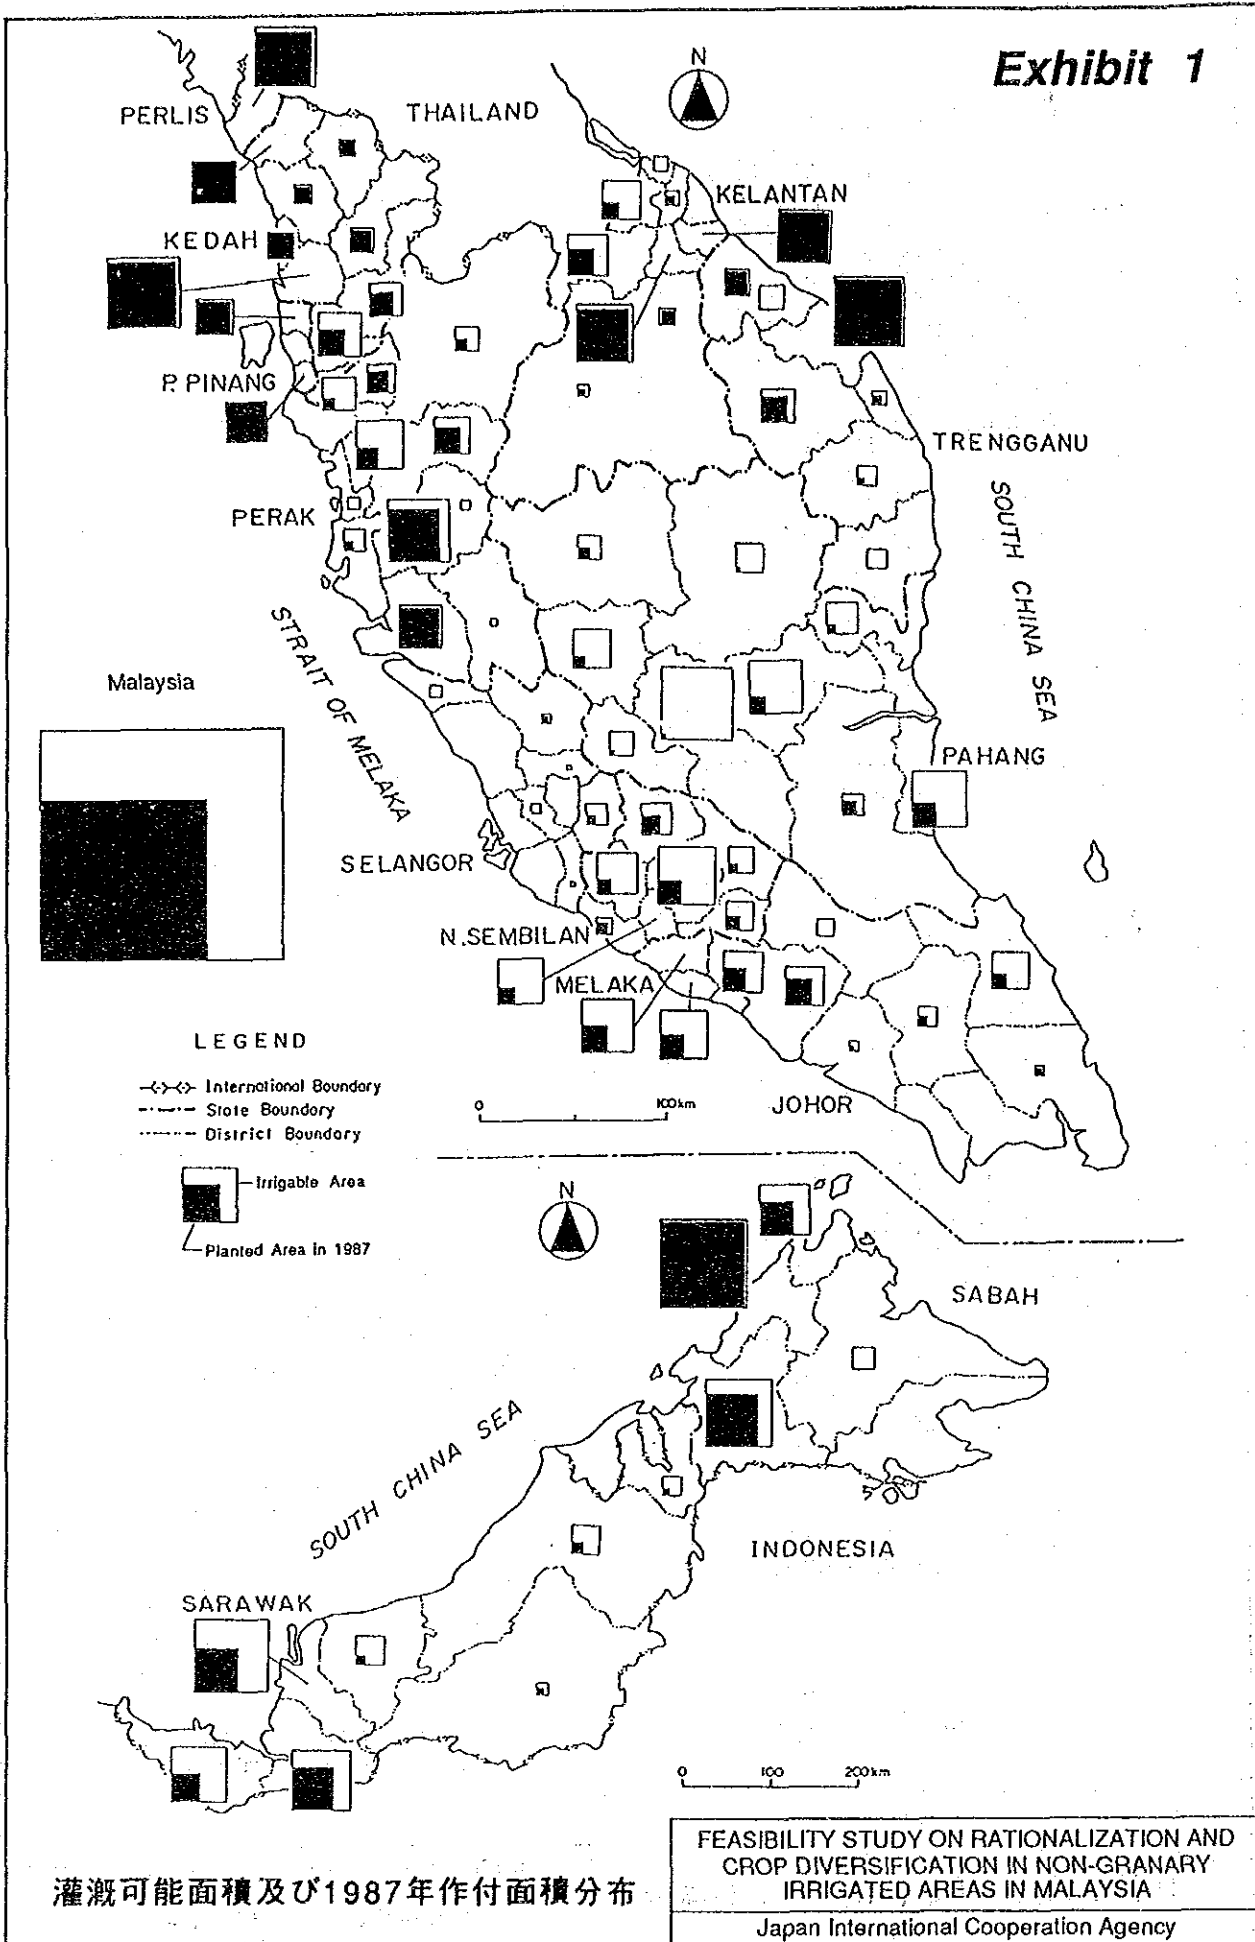 Exhibit 1
N
PERLIS
THAILAND
KELANTAN
KEDAH
P. PINANG
TRENGGANU
PERAK
SOUTH CHINA SEA
STRAIT OF MELAKA
Malaysia
PAHANG
SELANGOR
N.SEMBILAN
MELAKA
LEGEND
International Boundary
State Boundary
District Boundary
0 100km
JOHOR
Irrigable Area
Planted Area in 1987
N
SABAH
SOUTH CHINA SEA
INDONESIA
SARAWAK
0 100 200km
灌漑可能面積及び1987年作付面積分布
FEASIBILITY STUDY ON RATIONALIZATION AND
CROP DIVERSIFICATION IN NON-GRANARY
IRRIGATED AREAS IN MALAYSIA
Japan International Cooperation Agency